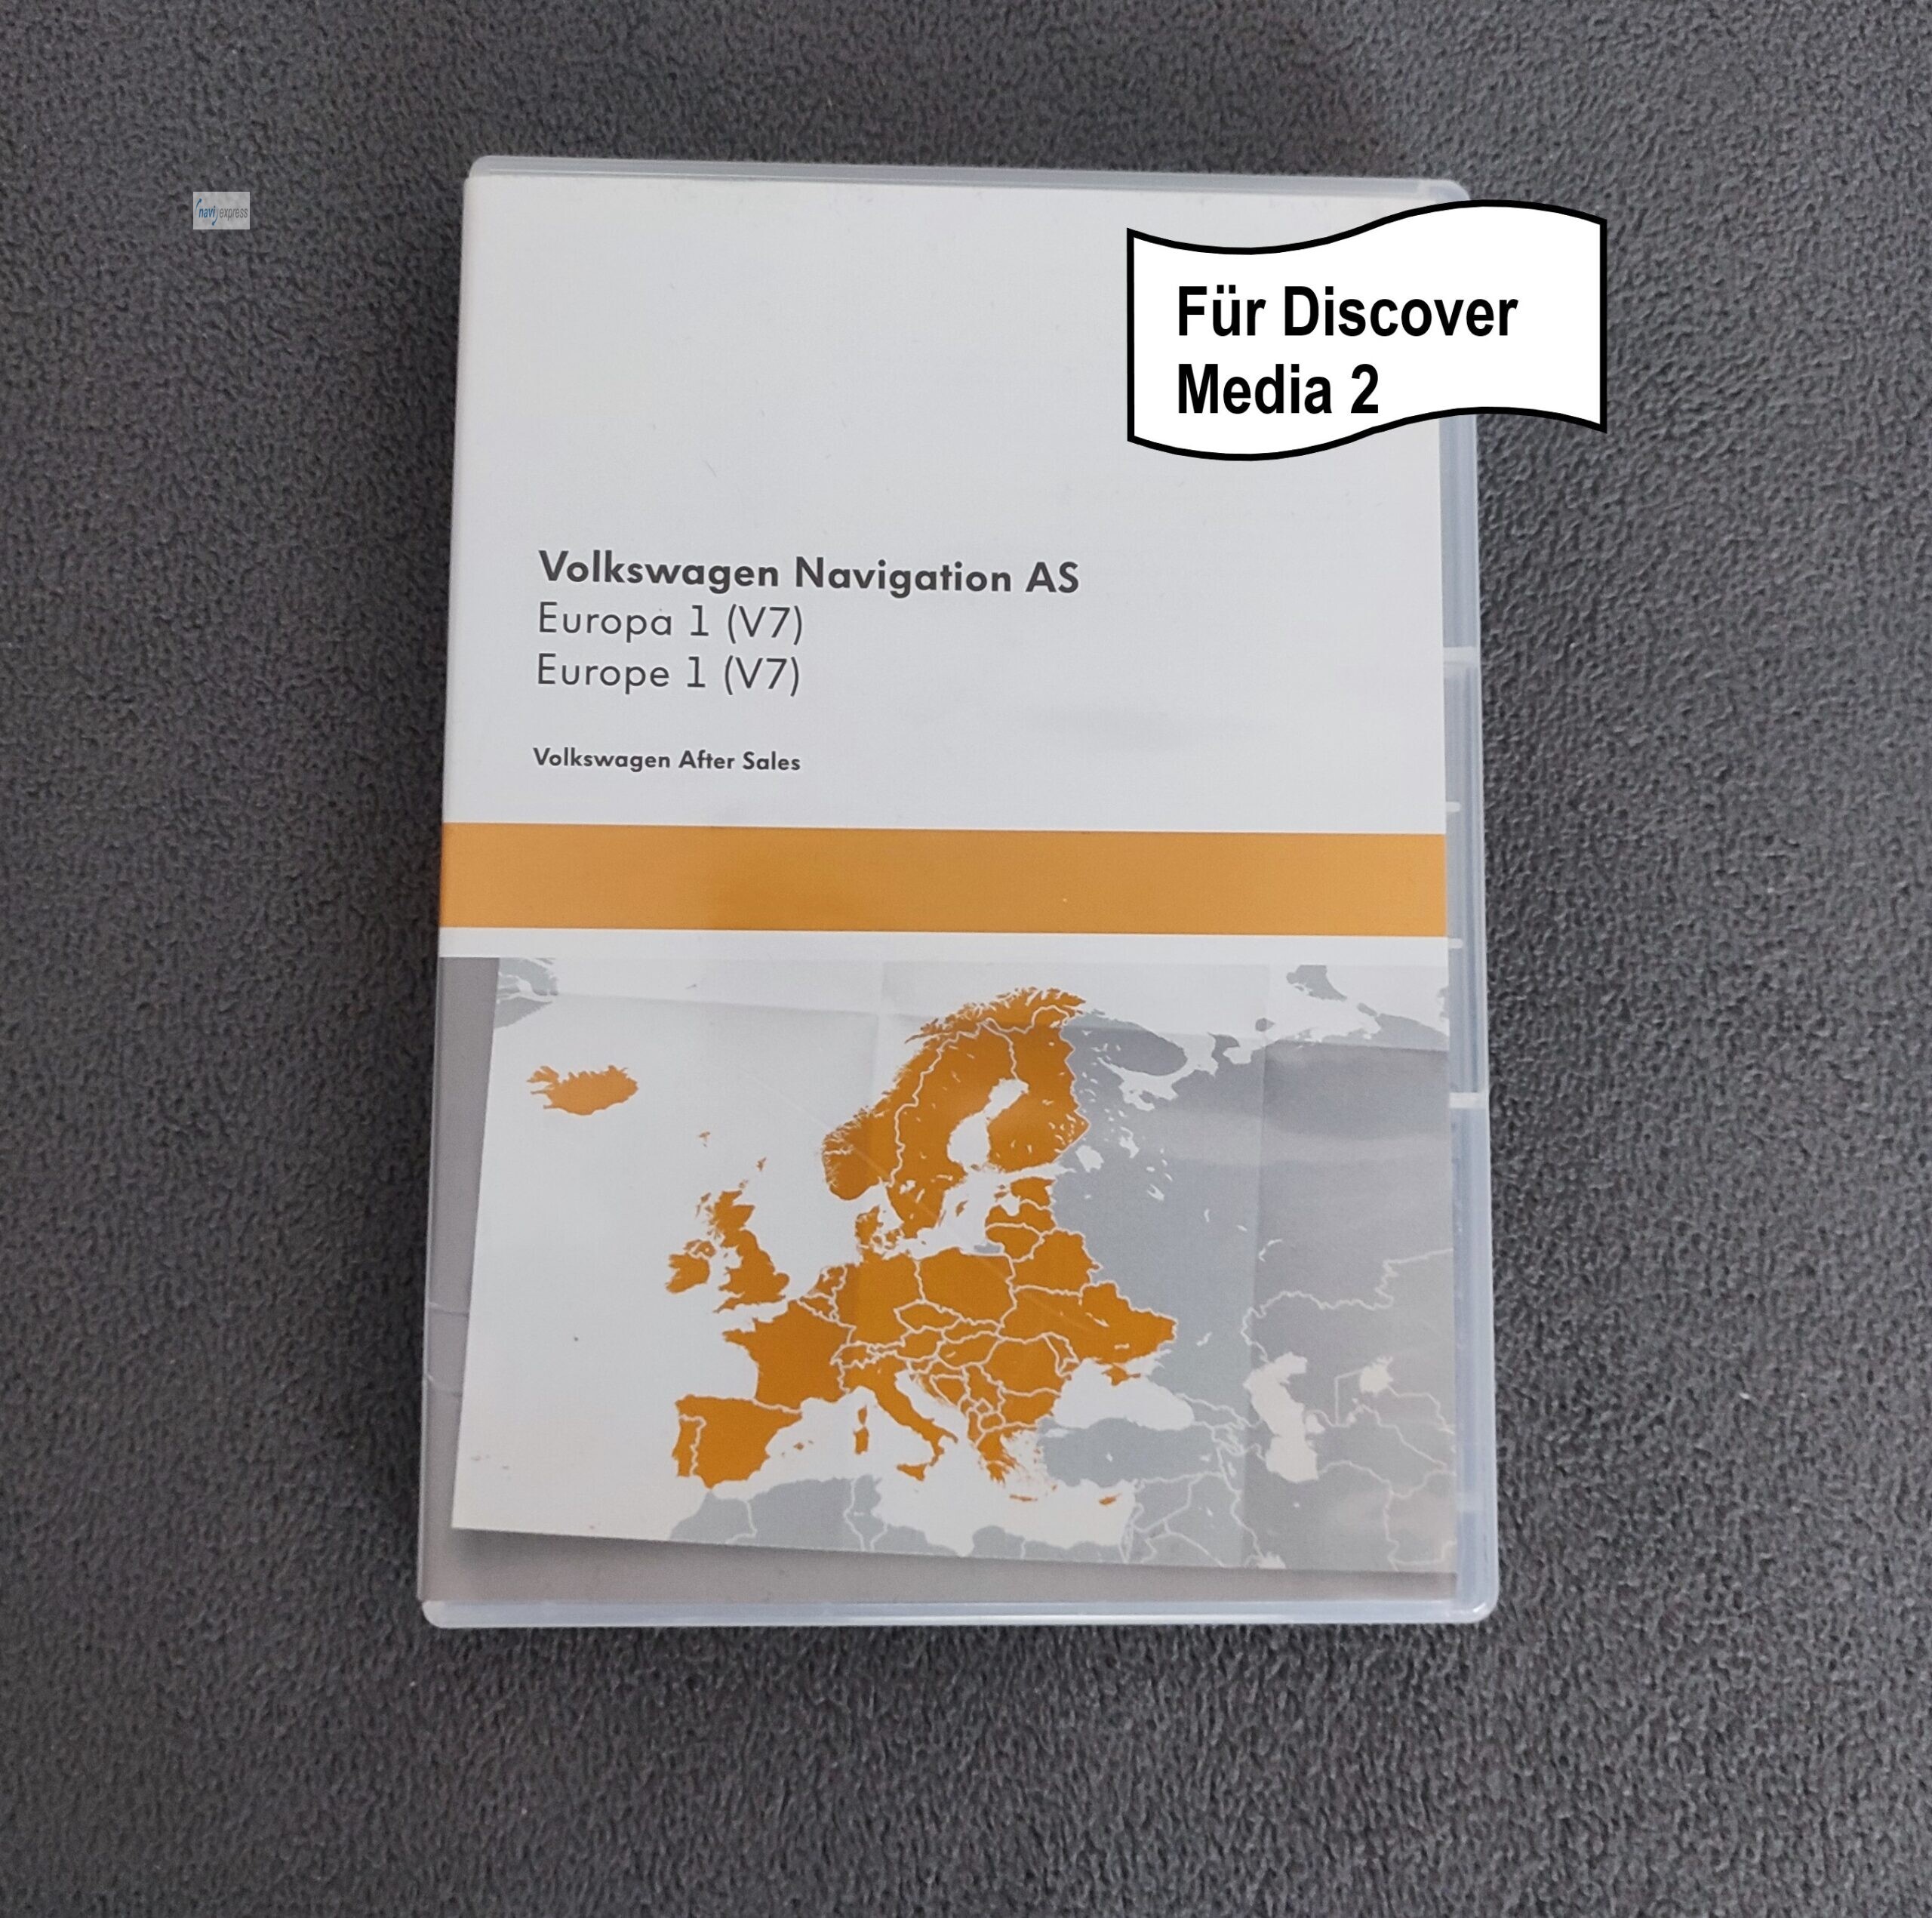 navi express
Für Discover
Media 2
Volkswagen Navigation AS
Europa 1 (V7)
Europe 1 (V7)
Volkswagen After Sales